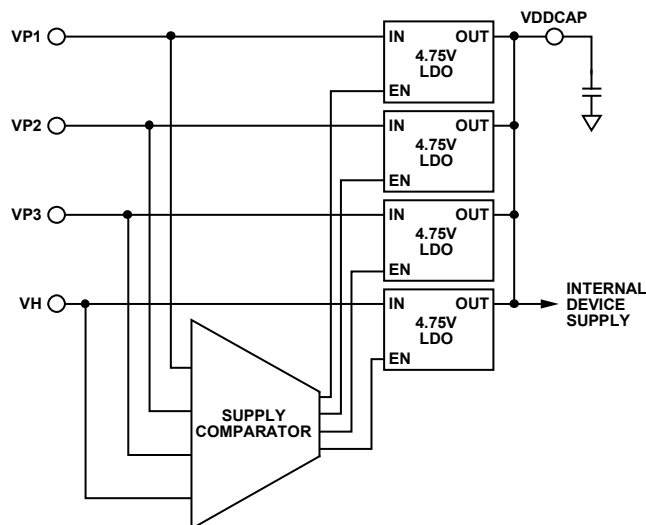 VP1
IN OUT
4.75V
LDO
EN
VDDCAP
VP2
IN OUT
4.75V
LDO
EN
VP3
IN OUT
4.75V
LDO
EN
VH
IN OUT
4.75V
LDO
EN
INTERNAL
DEVICE
SUPPLY
SUPPLY
COMPARATOR